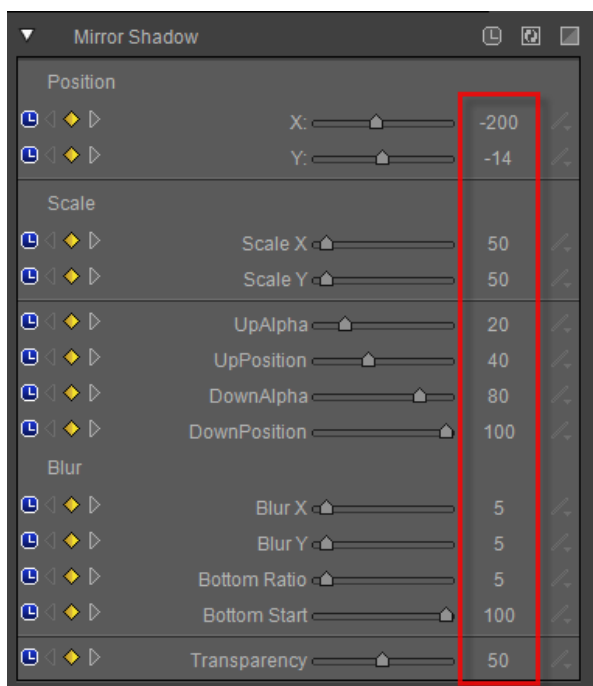 Mirror Shadow
Position
X: -200
Y: -14
Scale
Scale X 50
Scale Y 50
UpAlpha 20
UpPosition 40
DownAlpha 80
DownPosition 100
Blur
Blur X 5
Blur Y 5
Bottom Ratio 5
Bottom Start 100
Transparency 50